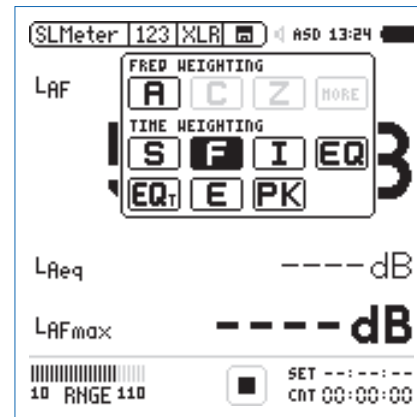 SLMeter 123 XLR ASD 13:24
LAF
FREQ WEIGHTING
A C Z MORE
TIME WEIGHTING
S F I EQ
EQT E PK
LAeq ----dB
LAFmax ----dB
10 RNGE 110
SET --:--:--
CNT 00:00:00